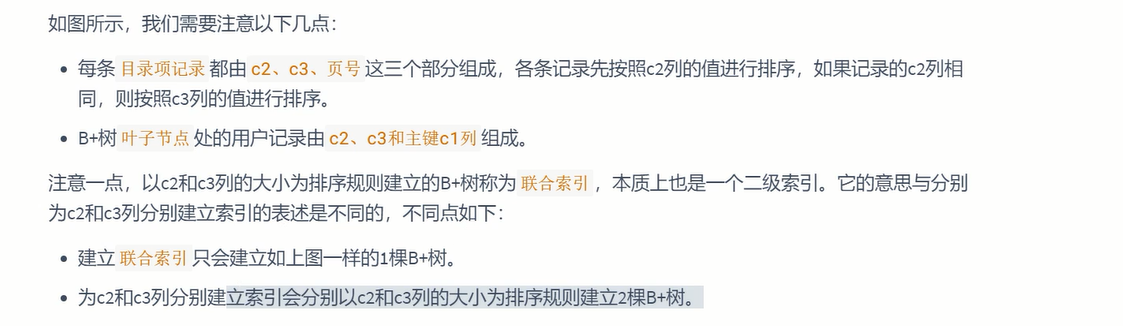 如图所示，我们需要注意以下几点：
每条目录项记录都由c2、c3、页号这三个部分组成，各条记录先按照c2列的值进行排序，如果记录的c2列相
同，则按照c3列的值进行排序。
B+树叶子节点处的用户记录由c2、c3和主键c1列组成。
注意一点，以c2和c3列的大小为排序规则建立的B+树称为联合索引，本质上也是一个二级索引。它的意思与分别
为c2和c3列分别建立索引的表述是不同的，不同点如下：
建立联合索引只会建立如上图一样的1棵B+树。
为c2和c3列分别建立索引会分别以c2和c3列的大小为排序规则建立2棵B+树。